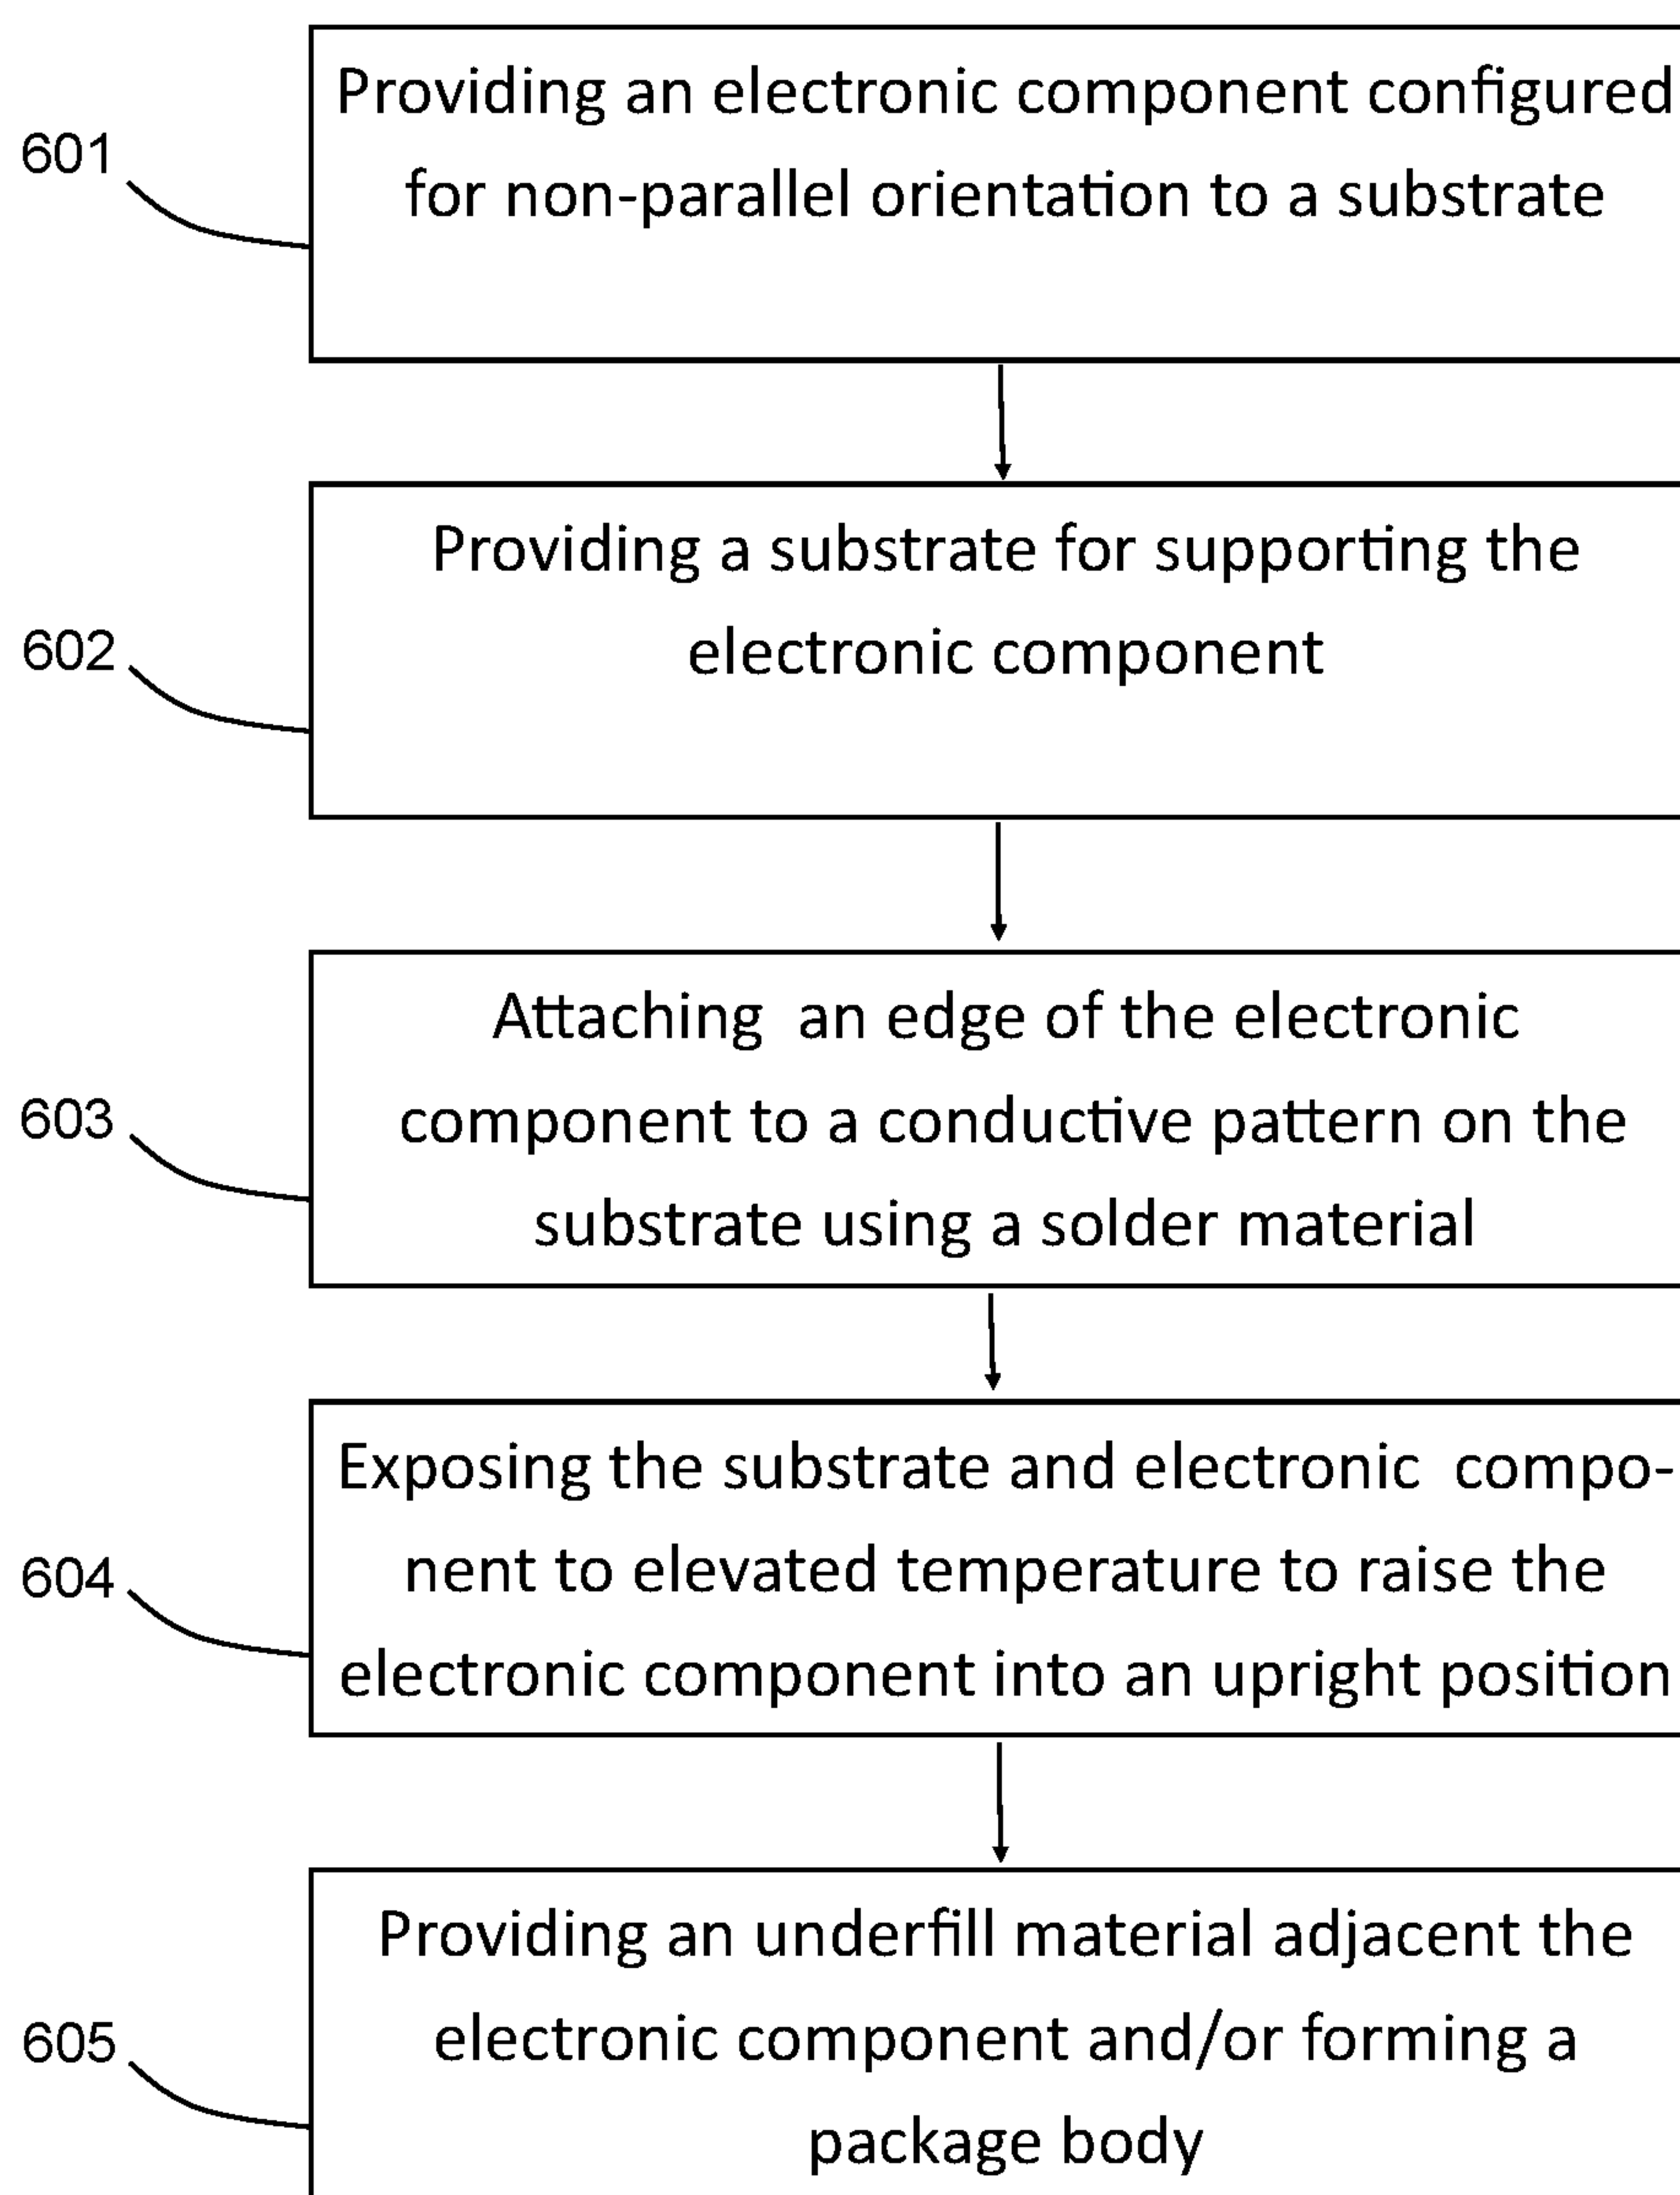 Providing an electronic component configured
for non-parallel orientation to a substrate
601
Providing a substrate for supporting the
electronic component
602
Attaching an edge of the electronic
component to a conductive pattern on the
substrate using a solder material
603
Exposing the substrate and electronic compo-
nent to elevated temperature to raise the
electronic component into an upright position
604
Providing an underfill material adjacent the
electronic component and/or forming a
package body
605